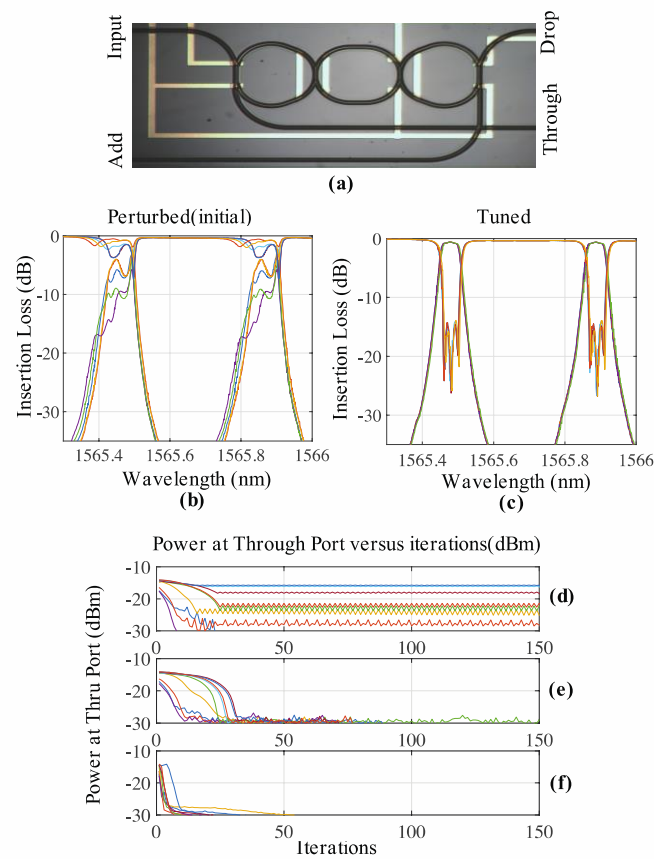 Input
Add
Drop
Through
(a)
Perturbed(initial)
Insertion Loss (dB)
0
-10
-20
-30
1565.4
1565.6
1565.8
1566
Wavelength (nm)
(b)
Tuned
Insertion Loss (dB)
0
-10
-20
-30
1565.4
1565.6
1565.8
1566
Wavelength (nm)
(c)
Power at Through Port versus iterations(dBm)
Power at Thru Port (dBm)
-10
-20
-30
0
50
100
150
(d)
-10
-20
-30
0
50
100
150
(e)
-10
-20
-30
0
50
100
150
(f)
Iterations